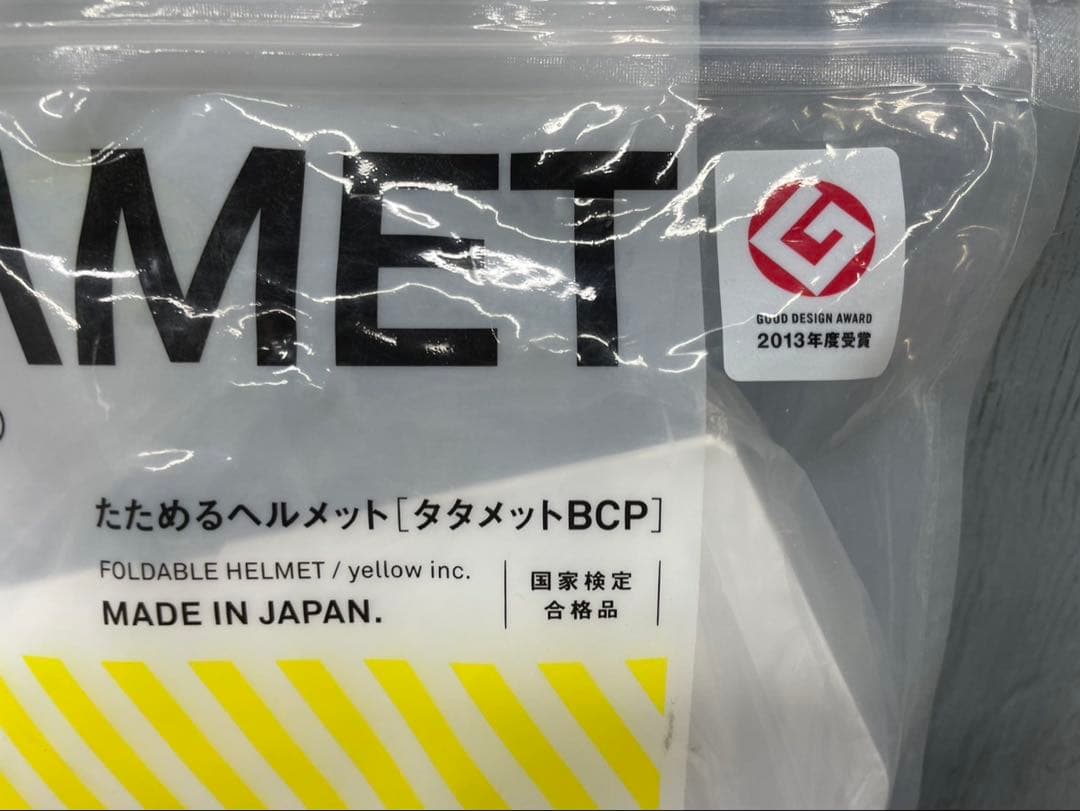 AMET
GOOD DESIGN AWARD
2013年度受賞
たためるヘルメット[タタメットBCP]
FOLDABLE HELMET / yellow inc.
MADE IN JAPAN.
国家検定
合格品